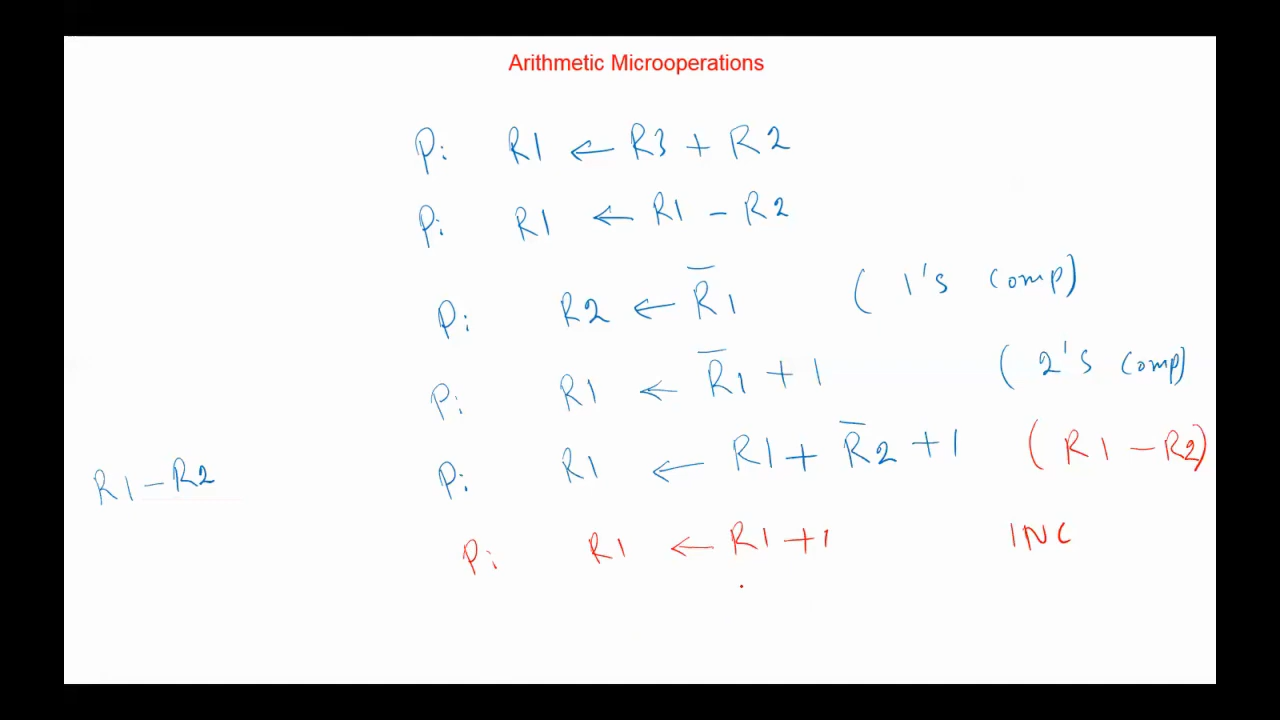 Arithmetic Microoperations
P: R1 ← R3 + R2
P: R1 ← R1 - R2
P: R2 ← R̅1 (1's comp)
P: R1 ← R̅1 + 1 (2's comp)
P: R1 ← R1 + R̅2 + 1 (R1 - R2)
R1 - R2
P: R1 ← R1 + 1 INC